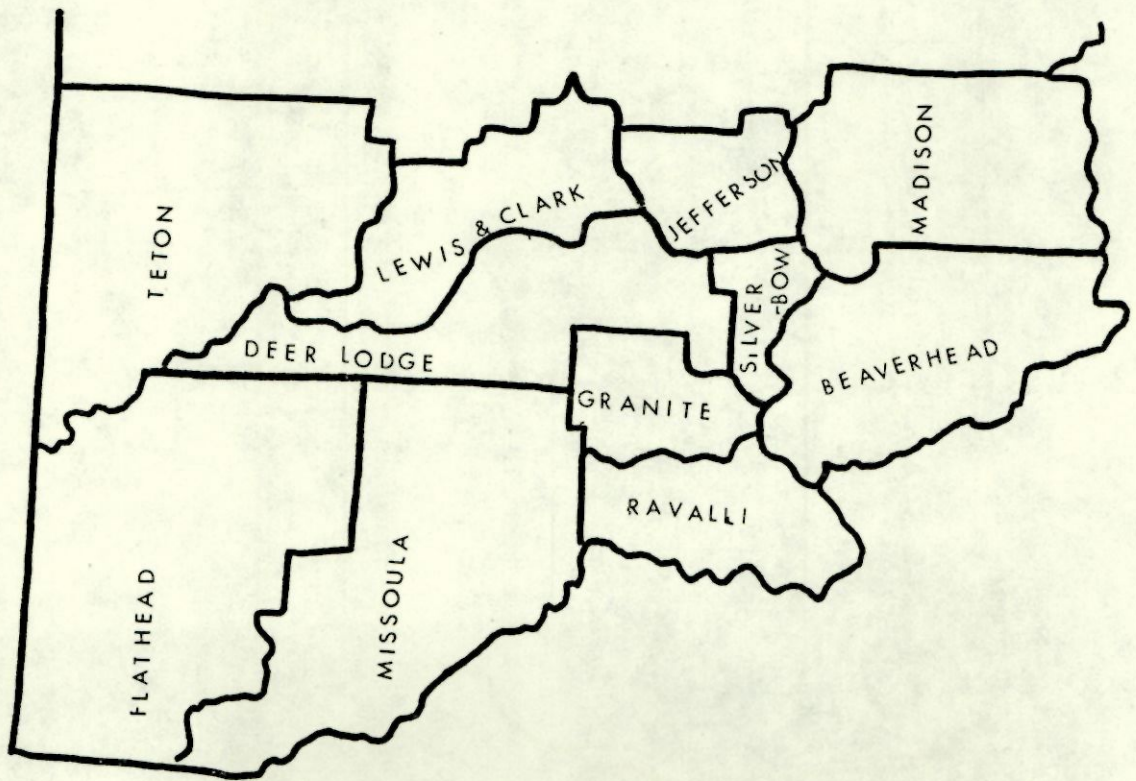 TETON
LEWIS & CLARK
JEFFERSON
MADISON
SILVER
-BOW
DEER LODGE
GRANITE
BEAVERHEAD
RAVALLI
FLATHEAD
MISSOULA